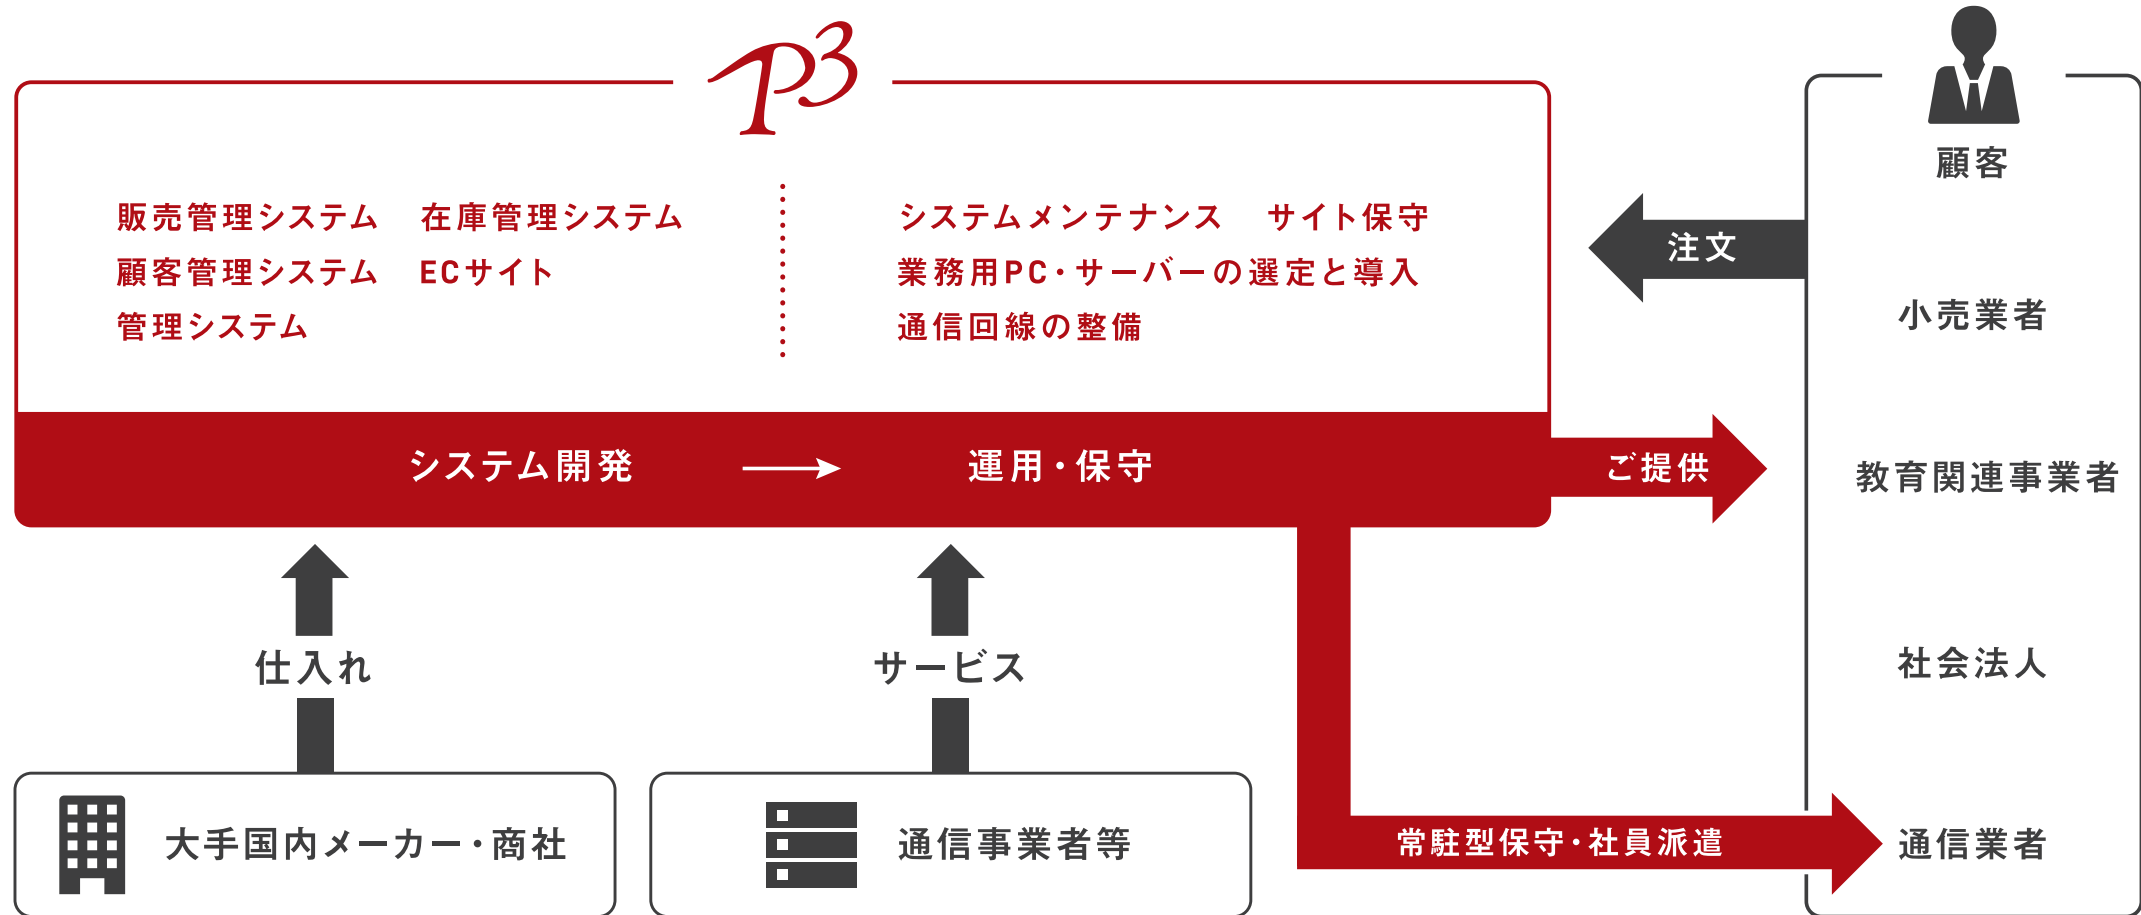 P3
販売管理システム　在庫管理システム
顧客管理システム　ECサイト
管理システム
システムメンテナンス　サイト保守
業務用PC・サーバーの選定と導入
通信回線の整備
システム開発
運用・保守
注文
ご提供
顧客
小売業者
教育関連事業者
社会法人
通信業者
仕入れ
サービス
大手国内メーカー・商社
通信事業者等
常駐型保守・社員派遣